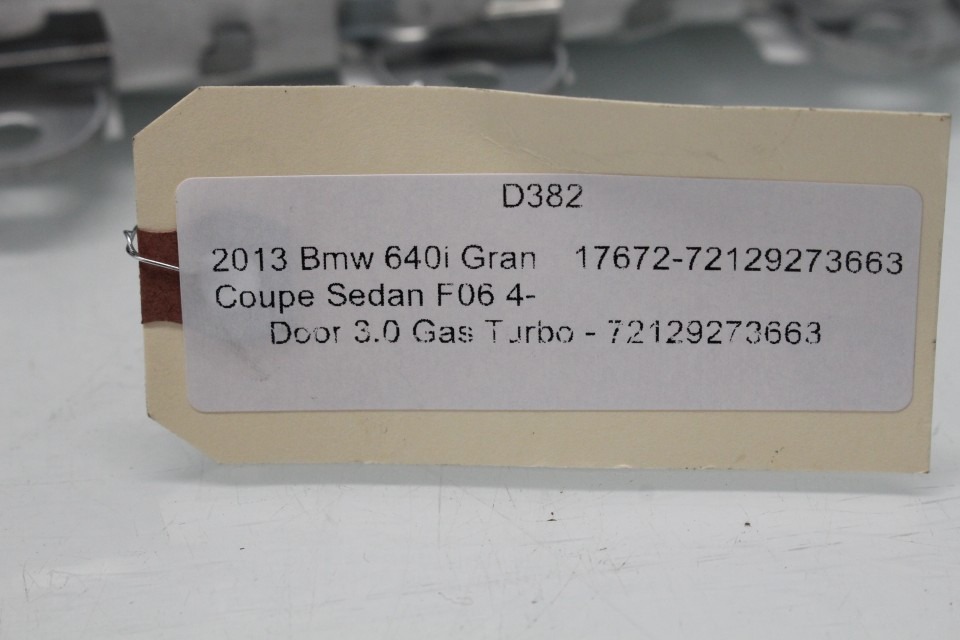 D382
2013 Bmw 640i Gran 17672-72129273663
Coupe Sedan F06 4-
Door 3.0 Gas Turbo - 72129273663